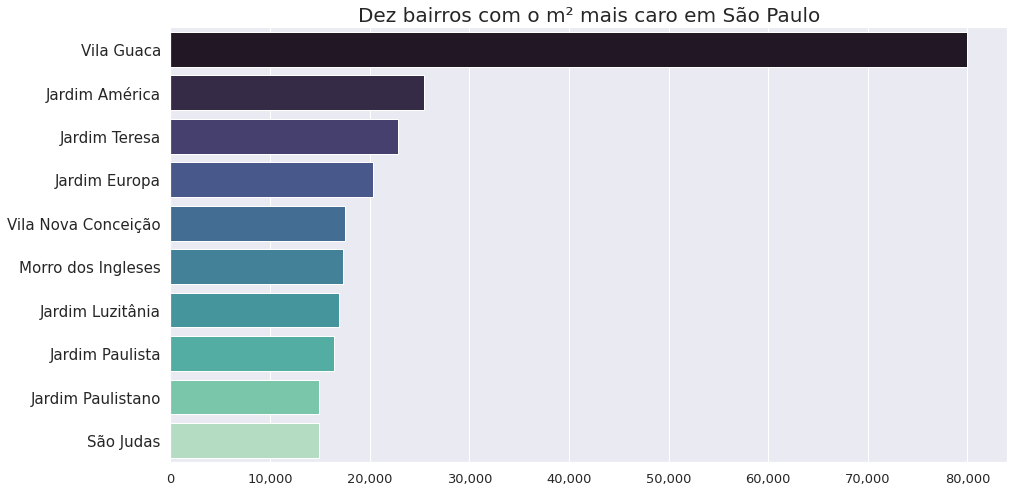 Dez bairros com o m² mais caro em São Paulo
Vila Guaca
Jardim América
Jardim Teresa
Jardim Europa
Vila Nova Conceição
Morro dos Ingleses
Jardim Luzitânia
Jardim Paulista
Jardim Paulistano
São Judas
0 10,000 20,000 30,000 40,000 50,000 60,000 70,000 80,000